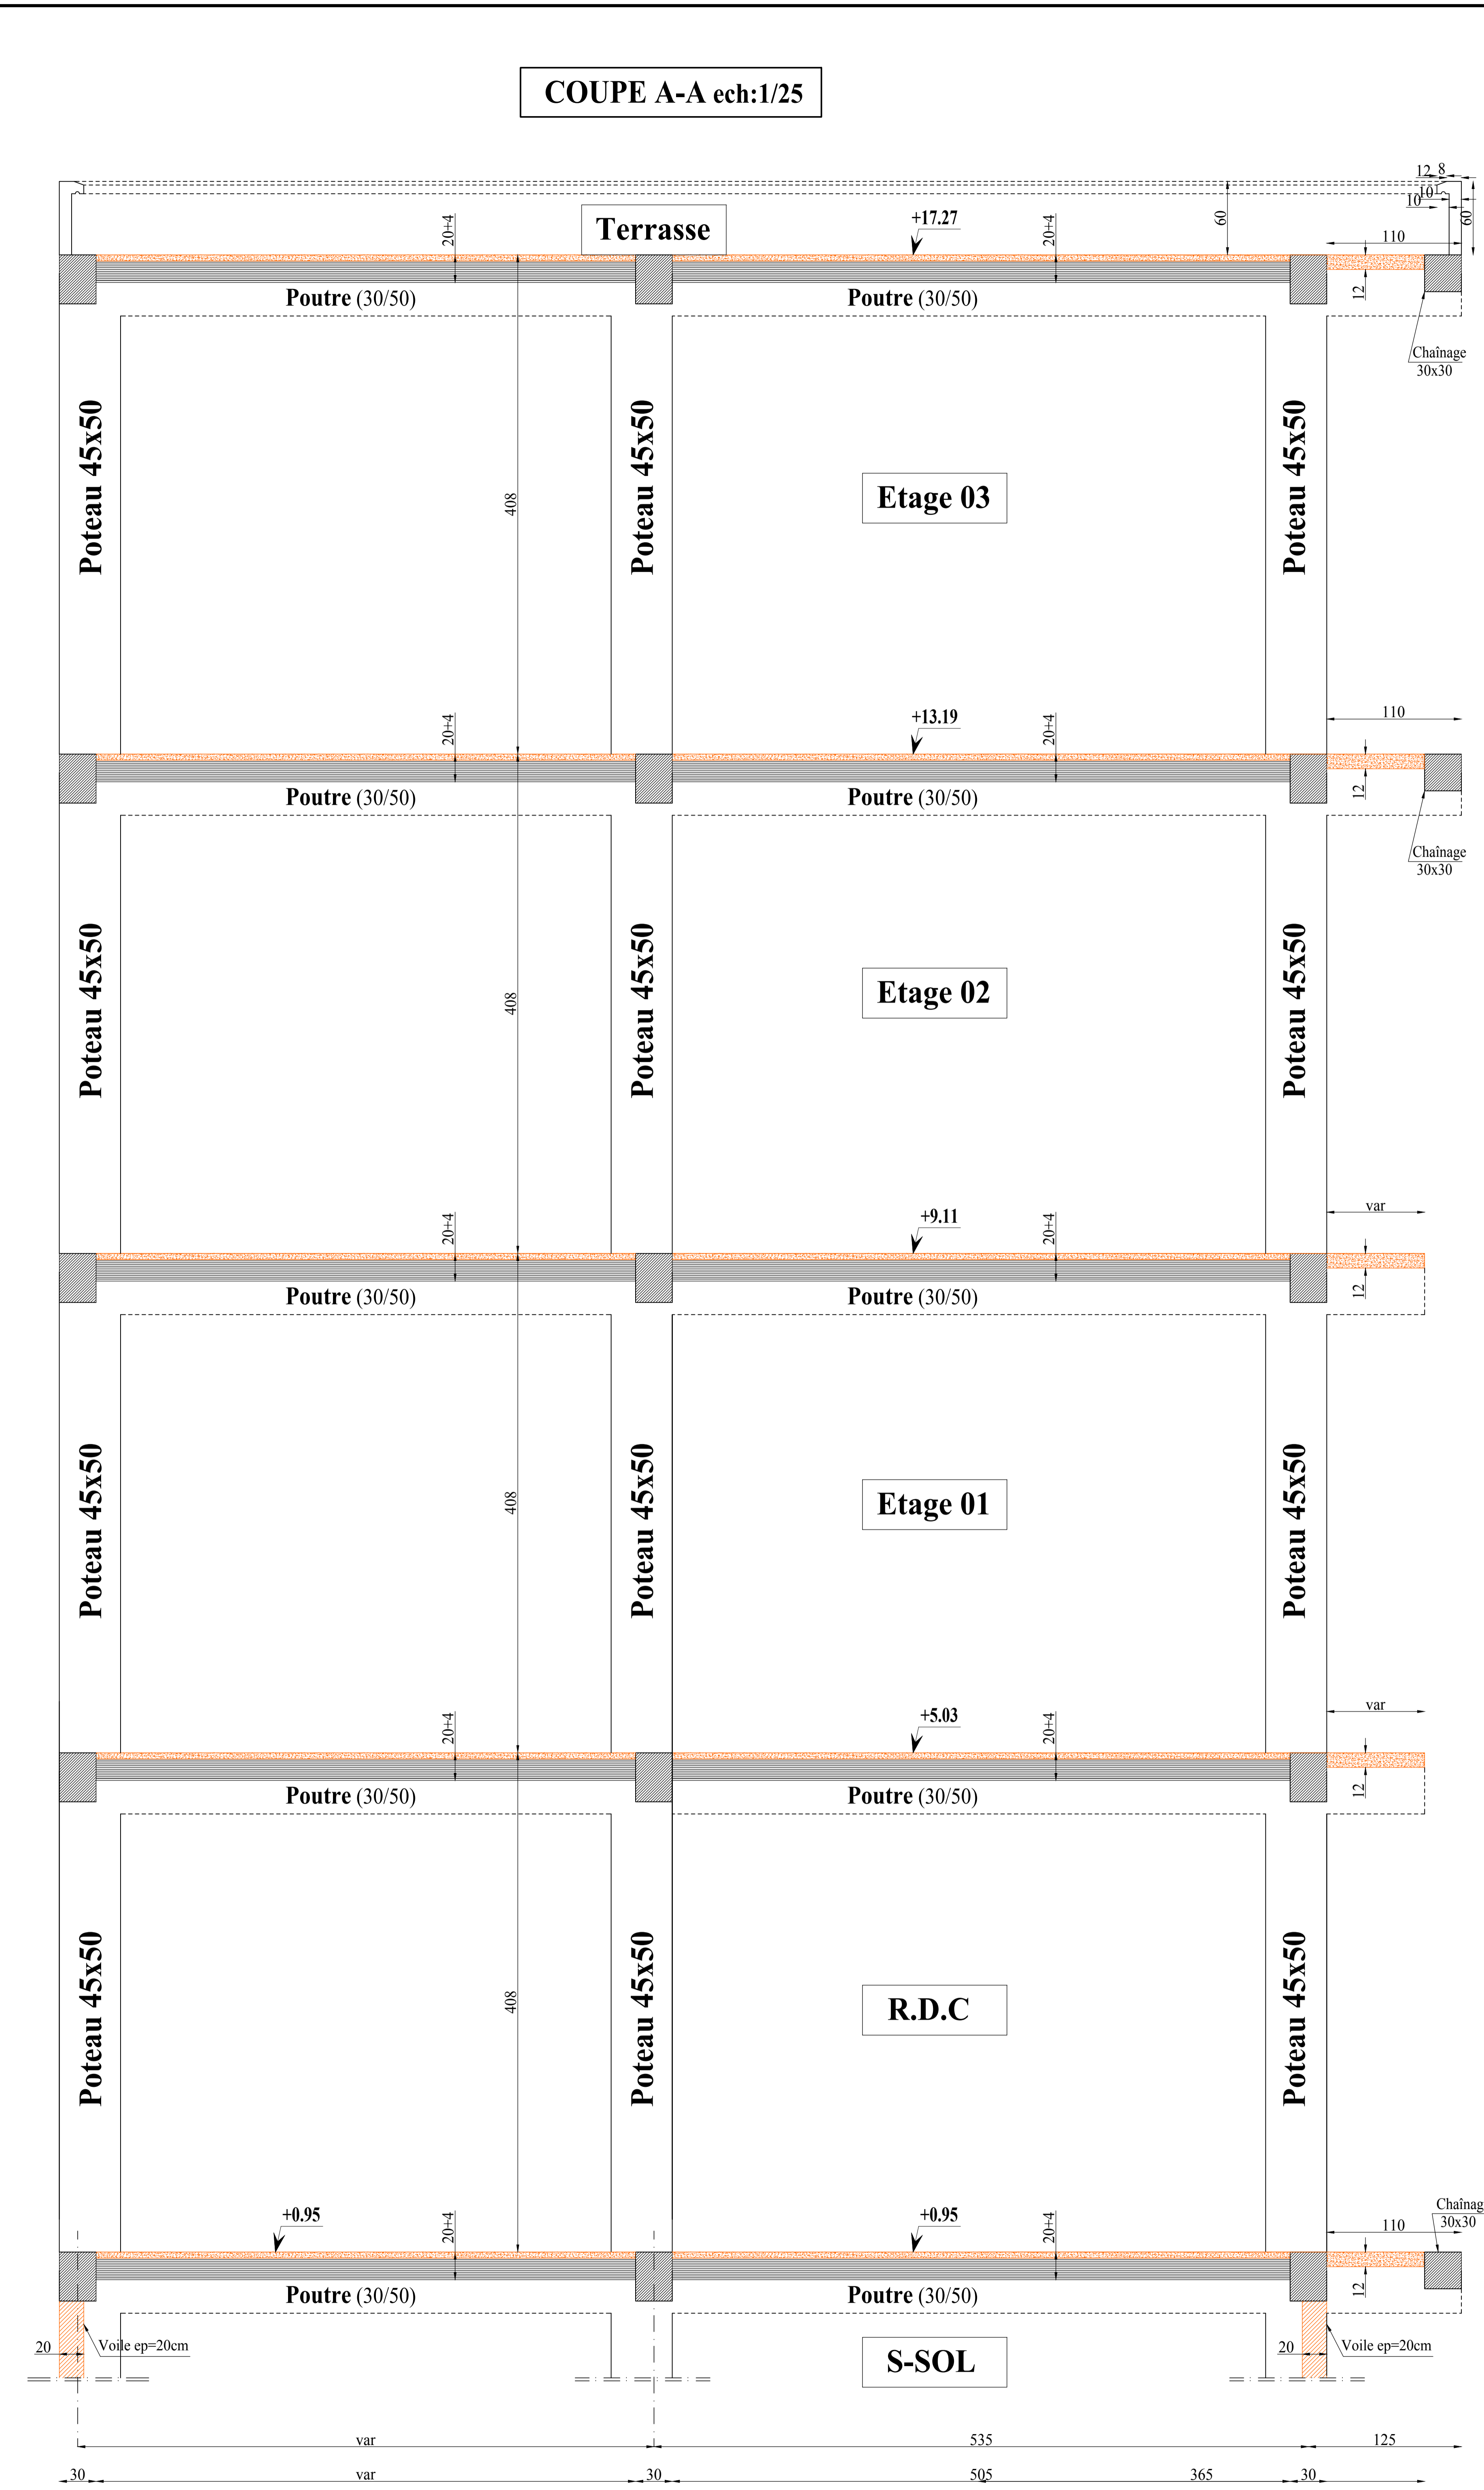 COUPE A-A ech:1/25
12 8
10
10
60
60
Terrasse
+17.27
20+4
20+4
110
12
Poutre (30/50)
Poutre (30/50)
Chaînage
30x30
Poteau 45x50
Poteau 45x50
Poteau 45x50
408
Etage 03
+13.19
20+4
20+4
110
12
Poutre (30/50)
Poutre (30/50)
Chaînage
30x30
Poteau 45x50
Poteau 45x50
Poteau 45x50
408
Etage 02
+9.11
20+4
20+4
var
12
Poutre (30/50)
Poutre (30/50)
Poteau 45x50
Poteau 45x50
Poteau 45x50
408
Etage 01
+5.03
20+4
20+4
var
12
Poutre (30/50)
Poutre (30/50)
Poteau 45x50
Poteau 45x50
Poteau 45x50
408
R.D.C
+0.95
+0.95
20+4
20+4
110
Chaînag
30x30
12
Poutre (30/50)
Poutre (30/50)
20
Voile ep=20cm
S-SOL
20
Voile ep=20cm
var
535
125
30
var
30
505
365
30